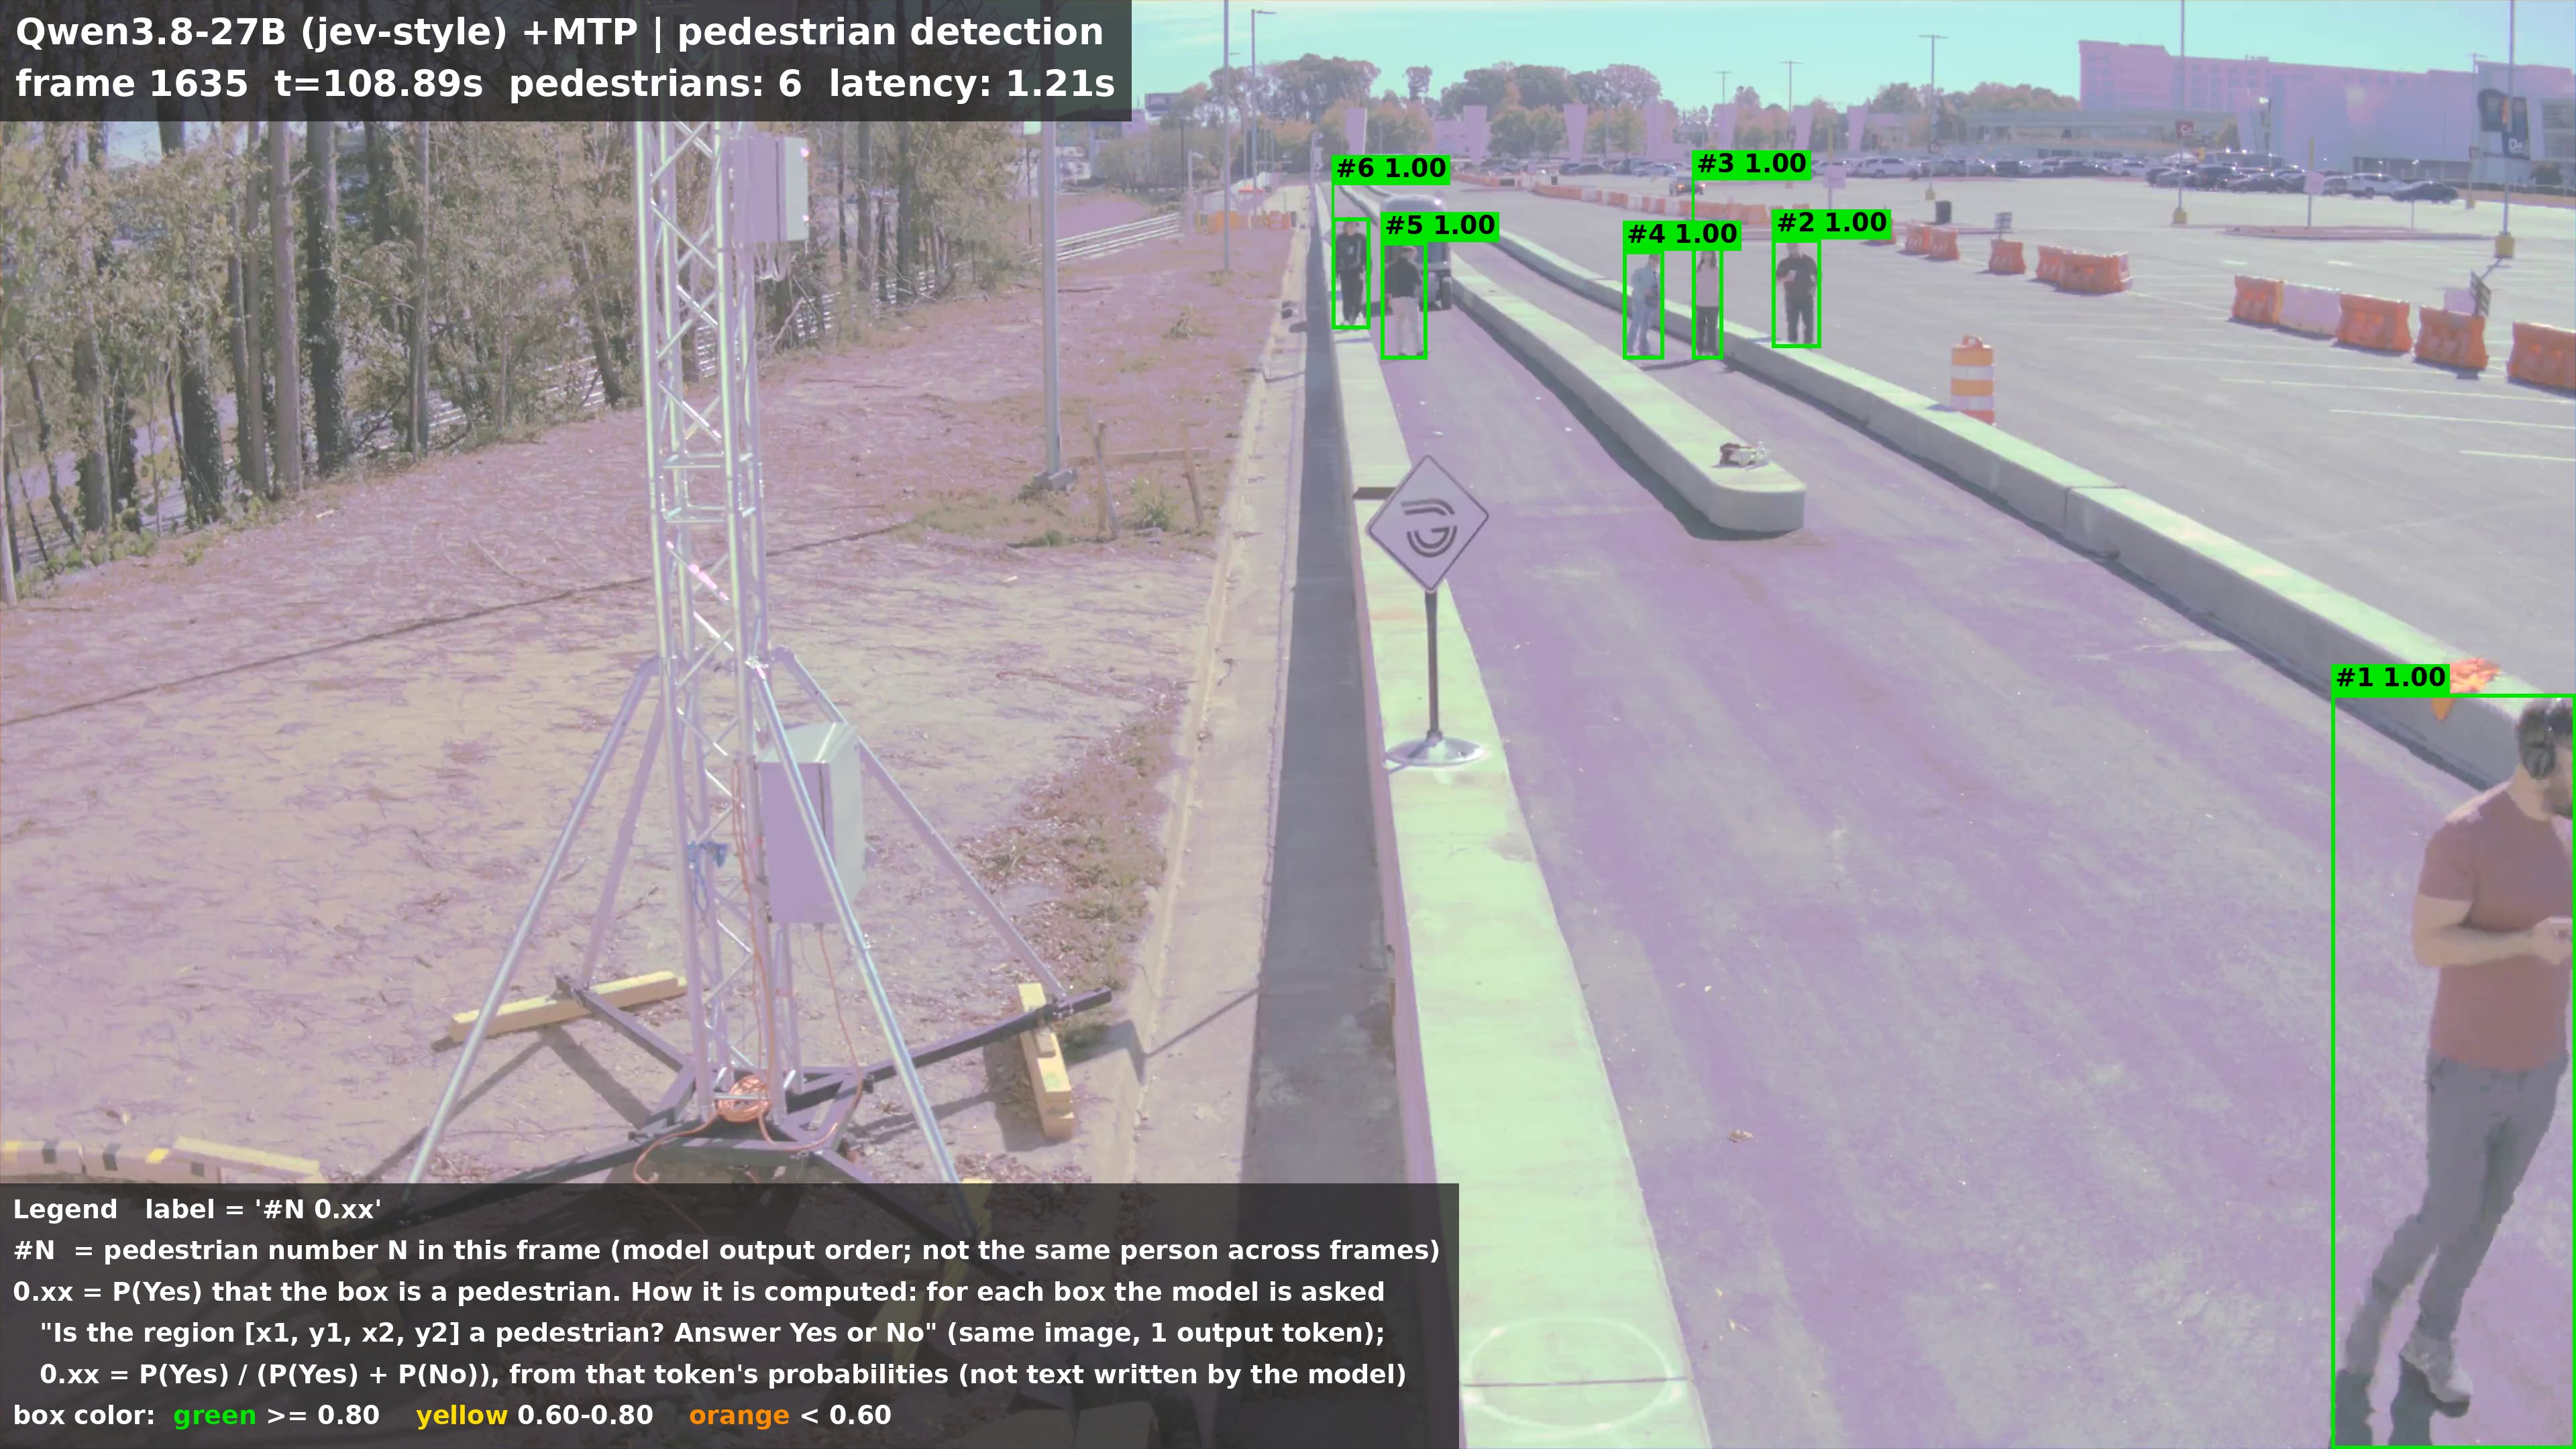 Qwen3.8-27B (jev-style) +MTP | pedestrian detection
frame 1635  t=108.89s  pedestrians: 6  latency: 1.21s
#6 1.00
#3 1.00
#5 1.00
#4 1.00
#2 1.00
#1 1.00
Legend   label = '#N 0.xx'
#N  = pedestrian number N in this frame (model output order; not the same person across frames)
0.xx = P(Yes) that the box is a pedestrian. How it is computed: for each box the model is asked
"Is the region [x1, y1, x2, y2] a pedestrian? Answer Yes or No" (same image, 1 output token);
0.xx = P(Yes) / (P(Yes) + P(No)), from that token's probabilities (not text written by the model)
box color:  green >= 0.80    yellow 0.60-0.80    orange < 0.60